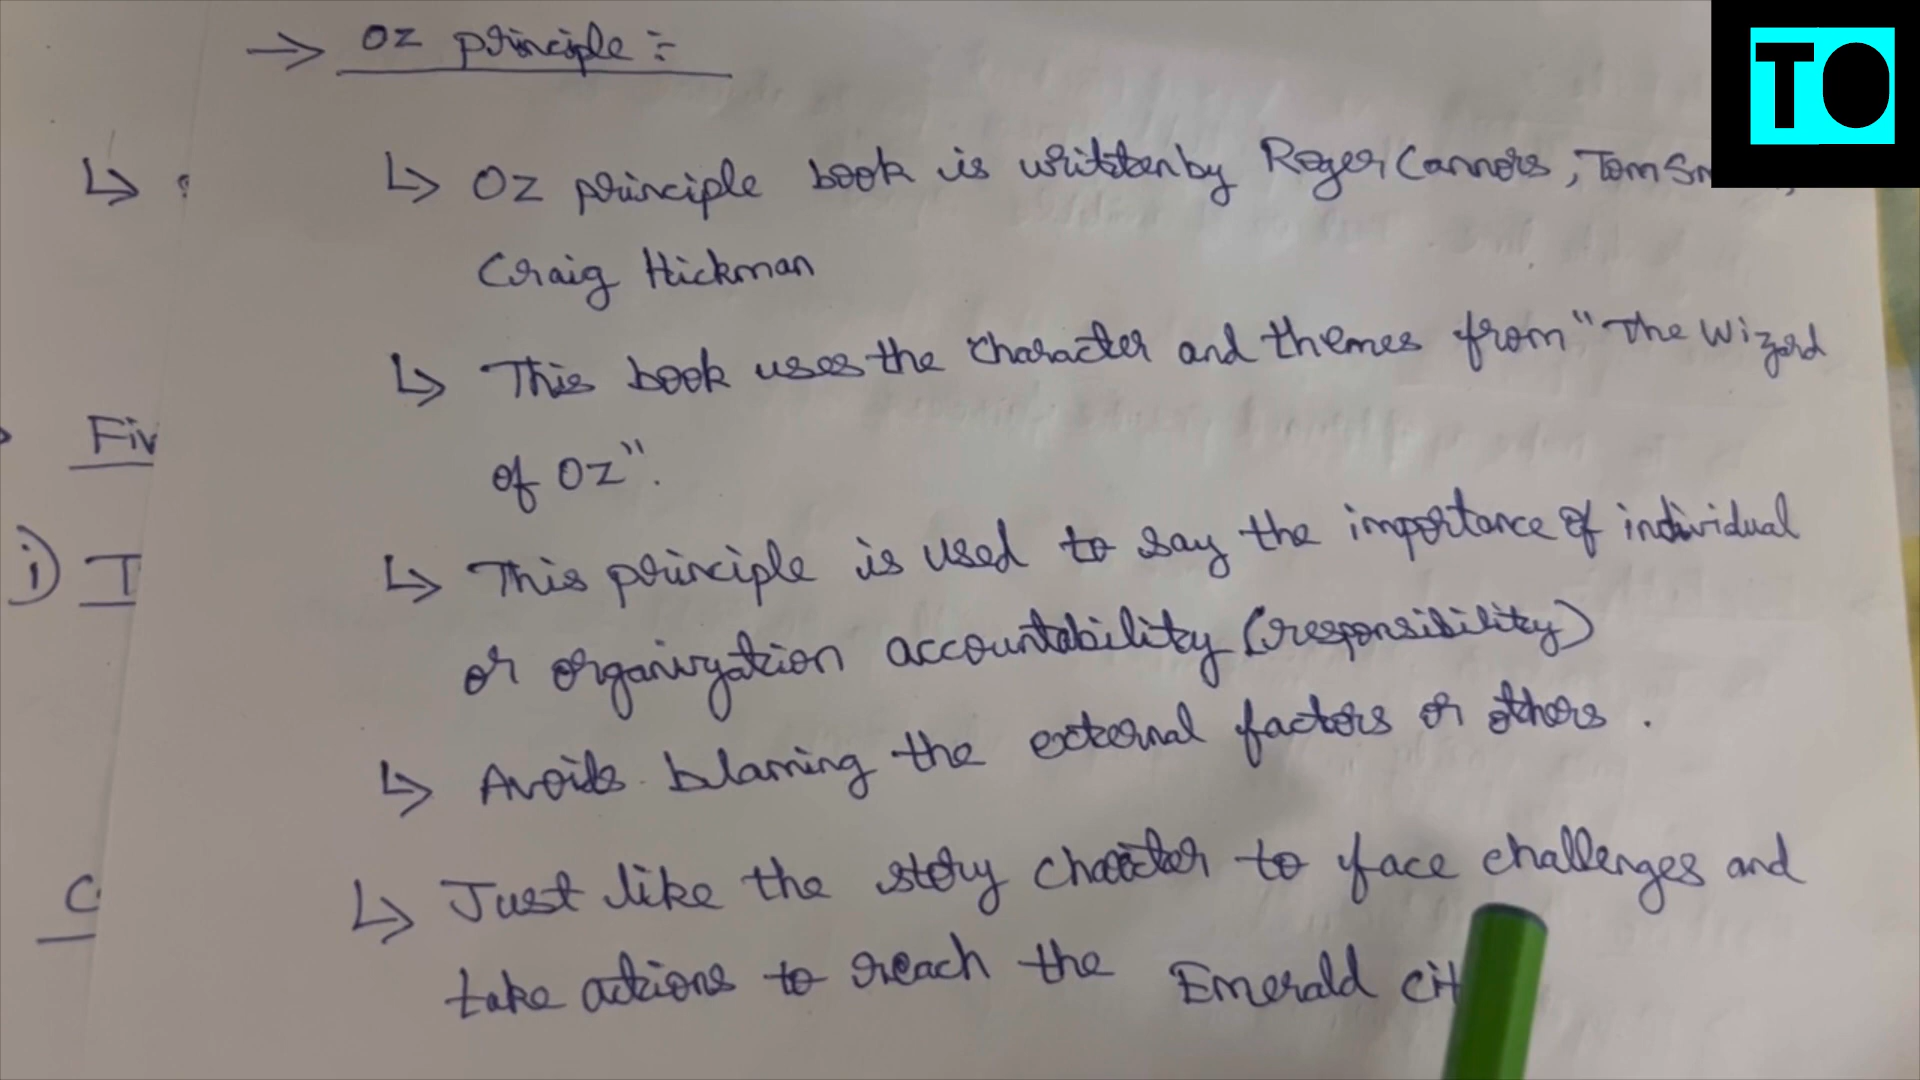 → OZ principle :-
↳ OZ principle book is written by Roger Connors, Tom
Craig Hickman
↳ This book uses the character and themes from "The Wizard
of OZ".
↳ This principle is used to say the importance of individual
or organization accountability (responsibility)
↳ Avoids blaming the external factors or others.
↳ Just like the story to face challenges and
take actions to reach the Emerald
Fiv
i) I
C
TO